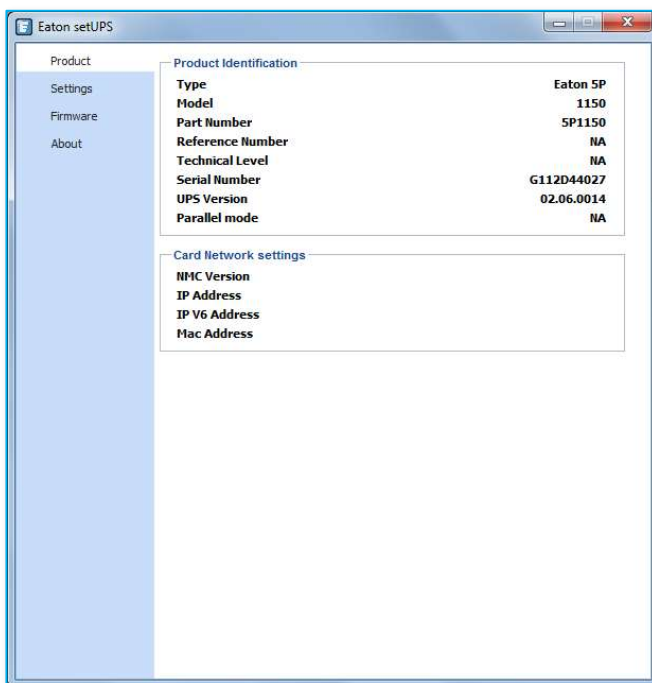 Eaton setUPS
Product
Settings
Firmware
About
Product Identification
Type Eaton 5P
Model 1150
Part Number 5P1150
Reference Number NA
Technical Level NA
Serial Number G112D44027
UPS Version 02.06.0014
Parallel mode NA
Card Network settings
NMC Version
IP Address
IP V6 Address
Mac Address